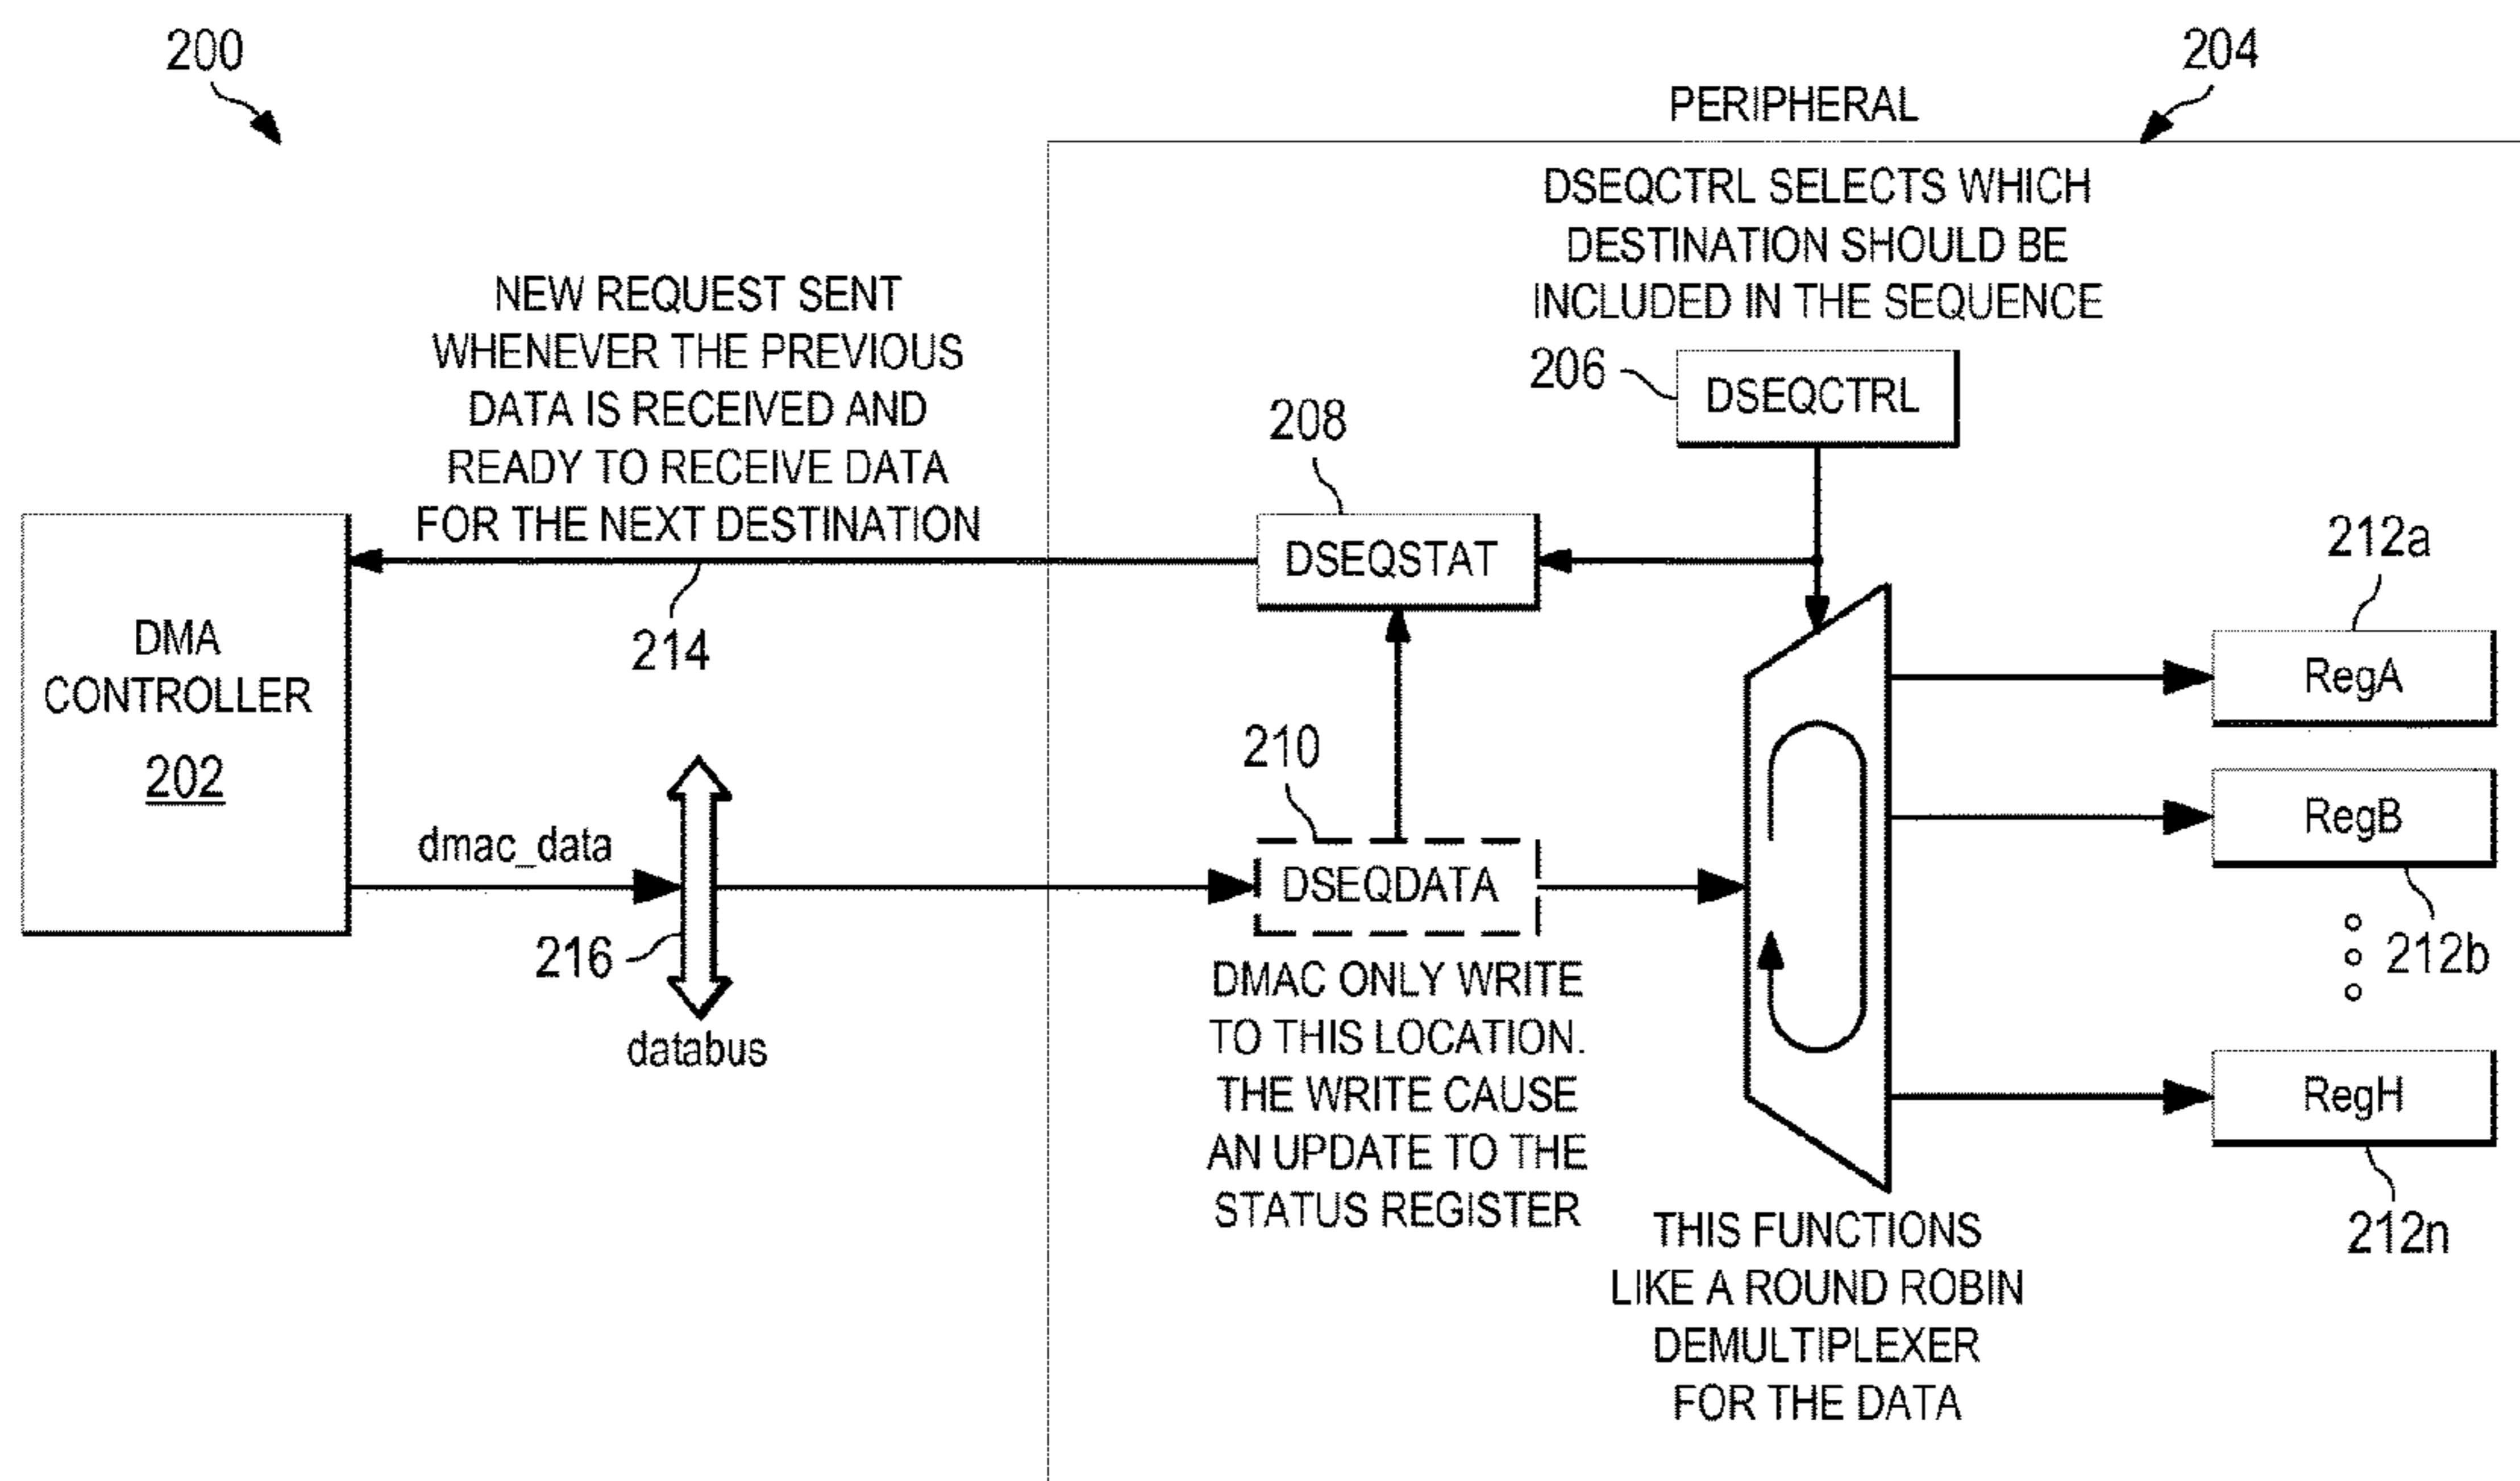 200
204
PERIPHERAL
DSEQCTRL SELECTS WHICH
DESTINATION SHOULD BE
INCLUDED IN THE SEQUENCE
NEW REQUEST SENT
WHENEVER THE PREVIOUS
DATA IS RECEIVED AND
READY TO RECEIVE DATA
FOR THE NEXT DESTINATION
206
DSEQCTRL
208
DSEQSTAT
212a
RegA
DMA
CONTROLLER
202
214
210
RegB
dmac_data
DSEQDATA
216
databus
212b
DMAC ONLY WRITE
TO THIS LOCATION.
THE WRITE CAUSE
AN UPDATE TO THE
STATUS REGISTER
RegH
212n
THIS FUNCTIONS
LIKE A ROUND ROBIN
DEMULTIPLEXER
FOR THE DATA